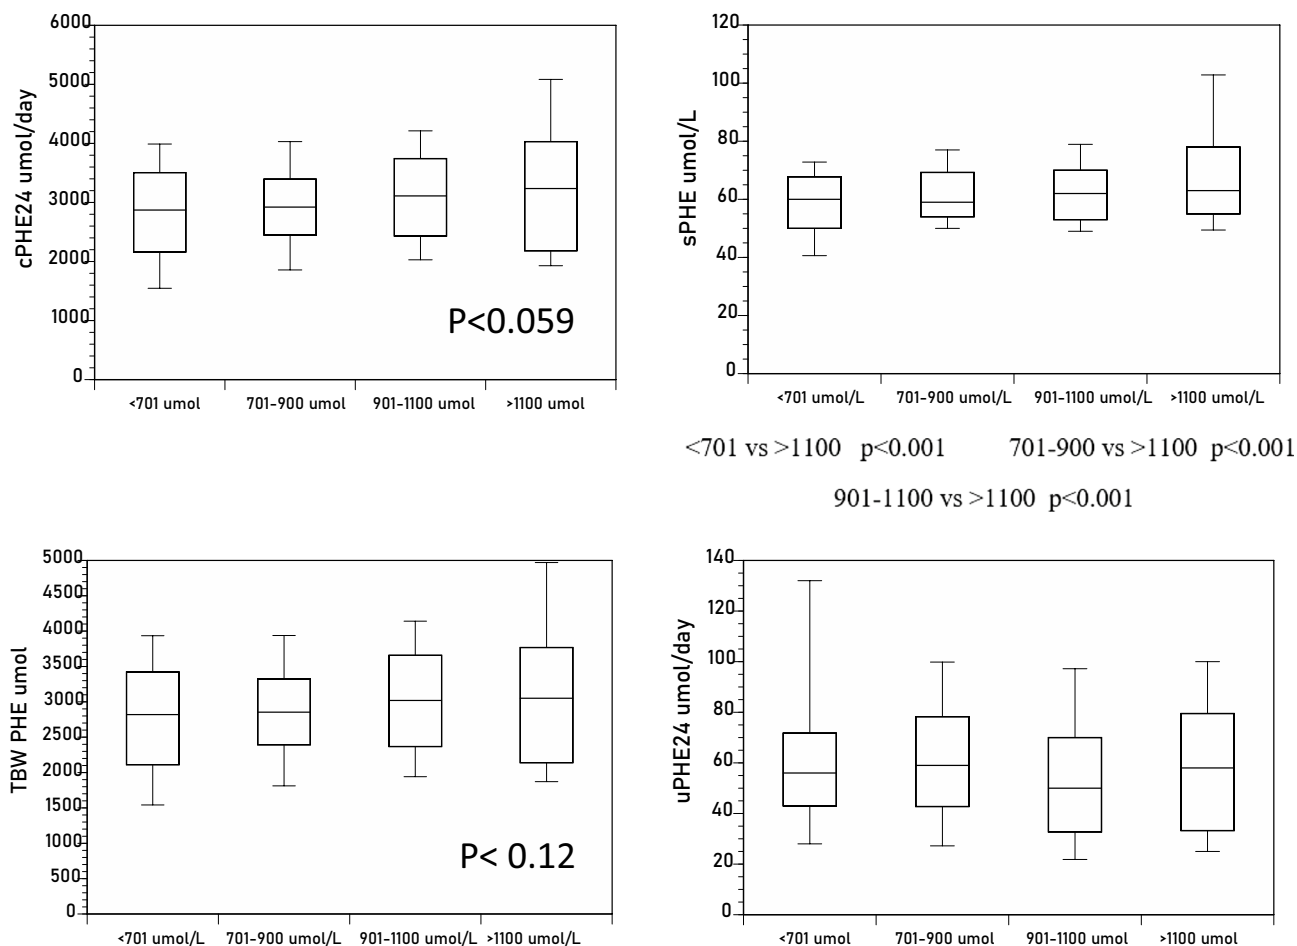 6000
5000
4000
3000
2000
1000
0
cPHE24 umol/day
P<0.059
<701 umol 701-900 umol 901-1100 umol >1100 umol
120
100
80
60
40
20
0
sPHE umol/L
<701 umol/L 701-900 umol/L 901-1100 umol/L >1100 umol/L
<701 vs >1100 p<0.001 701-900 vs >1100 p<0.001
901-1100 vs >1100 p<0.001
5000
4500
4000
3500
3000
2500
2000
1500
1000
500
0
TBW PHE umol
P< 0.12
<701 umol/L 701-900 umol/L 901-1100 umol/L >1100 umol/L
140
120
100
80
60
40
20
0
uPHE24 umol/day
<701 umol 701-900 umol 901-1100 umol >1100 umol